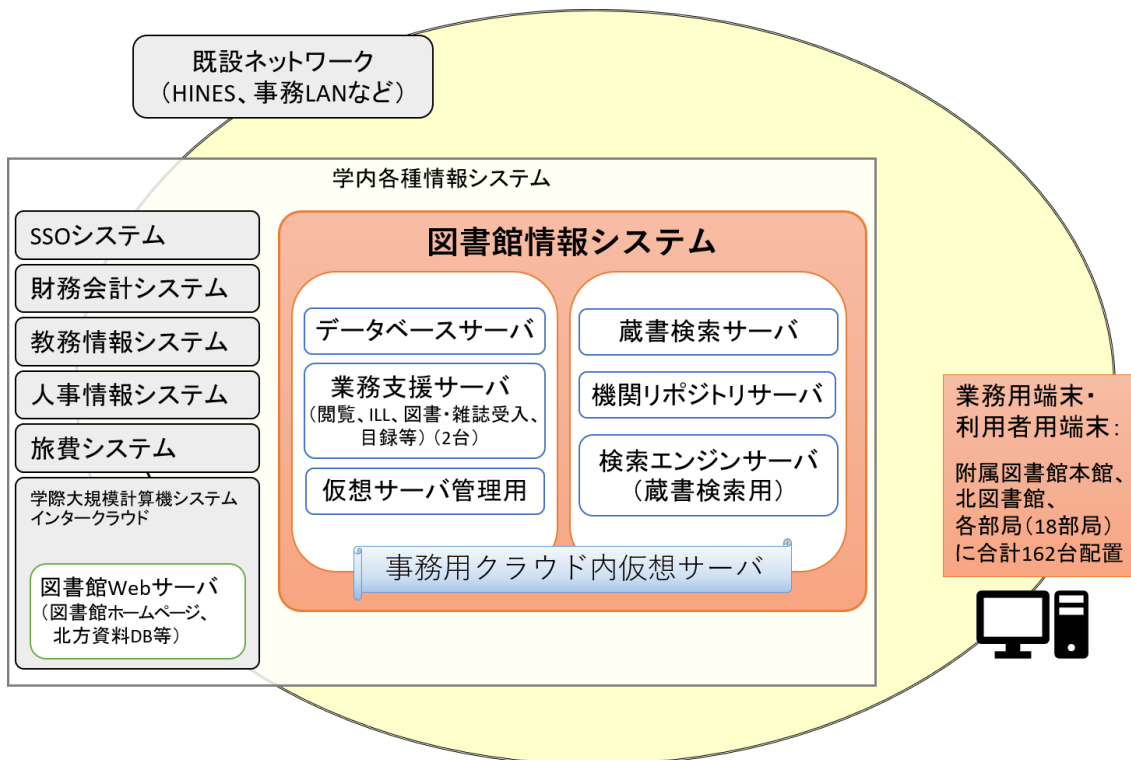 既設ネットワーク
（HINES、事務LANなど）
学内各種情報システム
SSOシステム
財務会計システム
教務情報システム
人事情報システム
旅費システム
学際大規模計算機システム
インタークラウド
図書館Webサーバ
（図書館ホームページ、
北方資料DB等）
図書館情報システム
データベースサーバ
業務支援サーバ
（閲覧、ILL、図書・雑誌受入、
目録等）（2台）
仮想サーバ管理用
蔵書検索サーバ
機関リポジトリサーバ
検索エンジンサーバ
（蔵書検索用）
事務用クラウド内仮想サーバ
業務用端末・
利用者用端末：
附属図書館本館、
北図書館、
各部局（18部局）
に合計162台配置